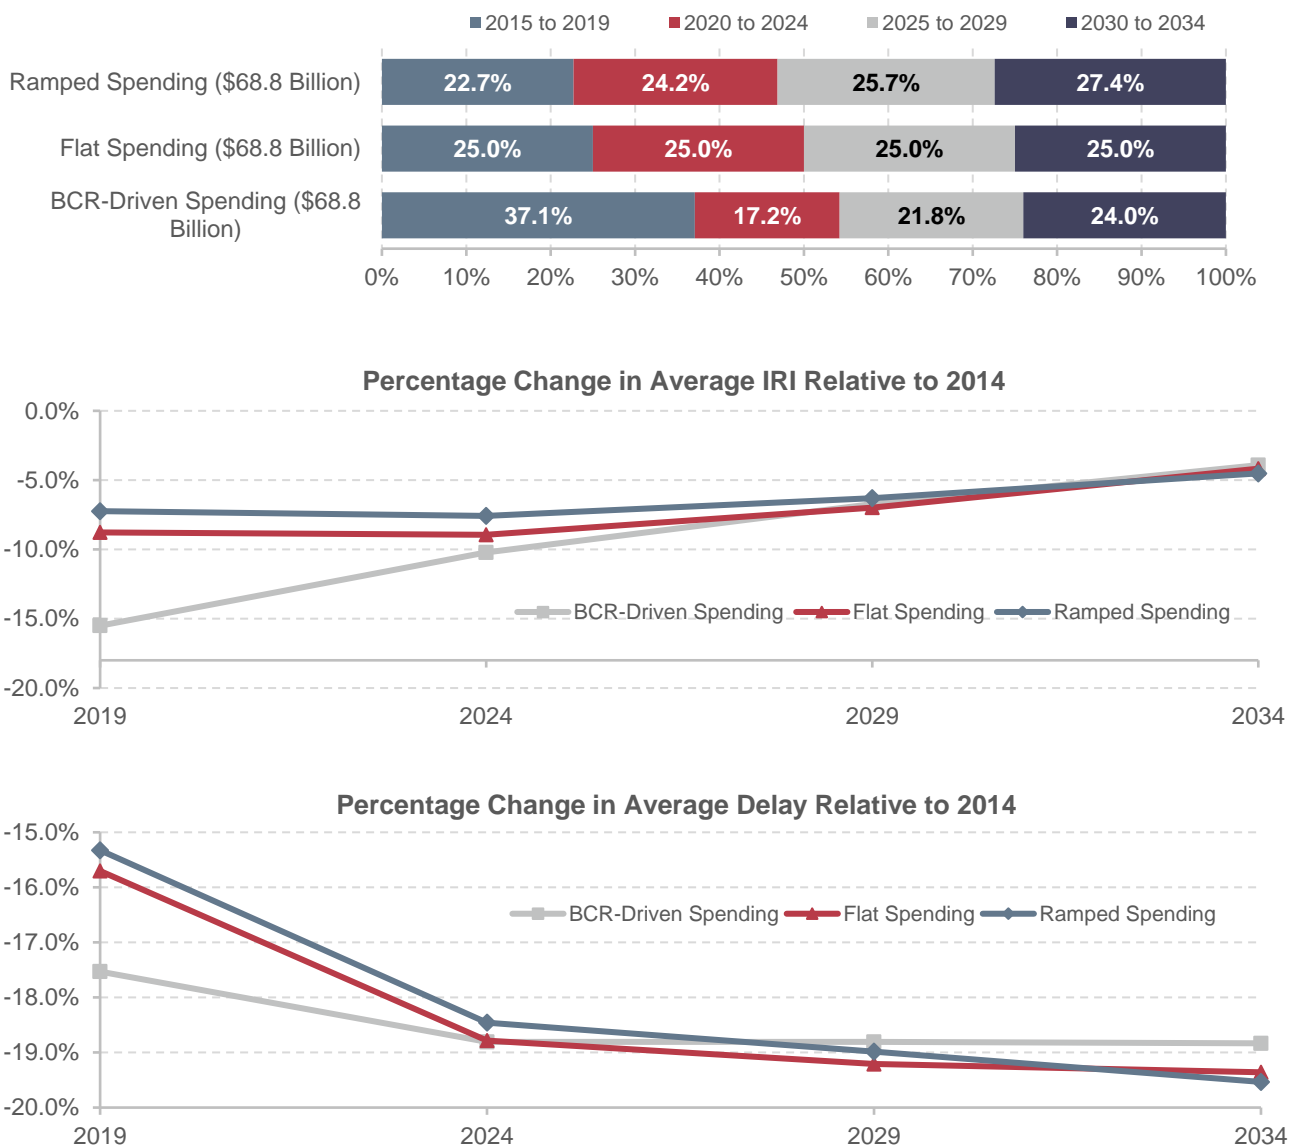 2015 to 2019 2020 to 2024 2025 to 2029 2030 to 2034
Ramped Spending ($68.8 Billion) 22.7% 24.2% 25.7% 27.4%
Flat Spending ($68.8 Billion) 25.0% 25.0% 25.0% 25.0%
BCR-Driven Spending ($68.8
Billion) 37.1% 17.2% 21.8% 24.0%
0% 10% 20% 30% 40% 50% 60% 70% 80% 90% 100%
Percentage Change in Average IRI Relative to 2014
0.0%
-5.0%
-10.0%
BCR-Driven Spending Flat Spending Ramped Spending
-15.0%
-20.0%
2019 2024 2029 2034
Percentage Change in Average Delay Relative to 2014
-15.0%
-16.0%
BCR-Driven Spending Flat Spending Ramped Spending
-17.0%
-18.0%
-19.0%
-20.0%
2019 2024 2029 2034